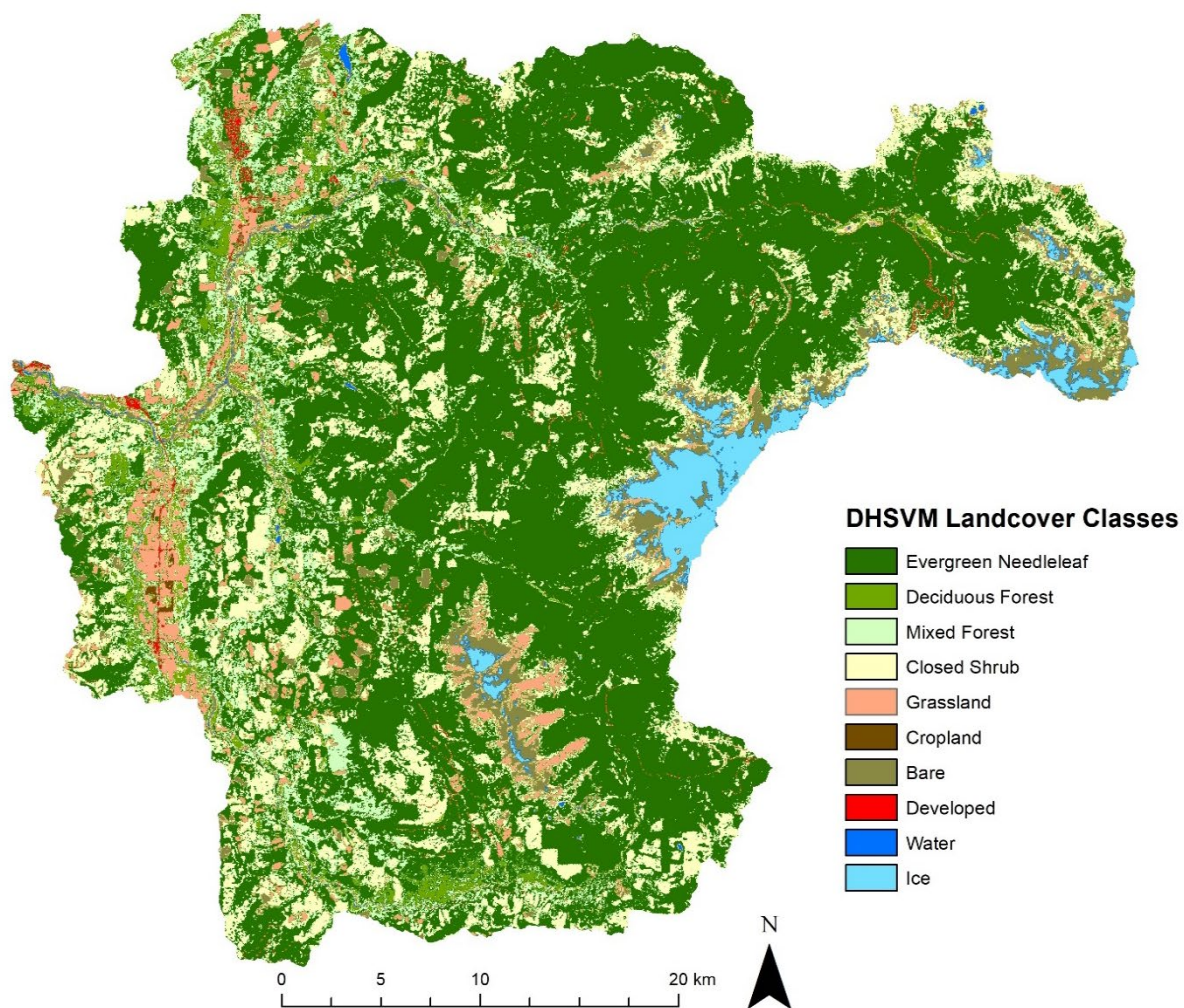 DHSVM Landcover Classes
Evergreen Needleleaf
Deciduous Forest
Mixed Forest
Closed Shrub
Grassland
Cropland
Bare
Developed
Water
Ice
N
0 5 10 20 km